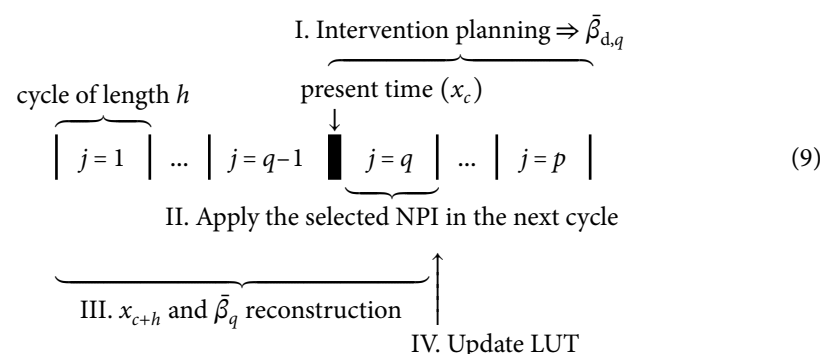 I. Intervention planning ⇒ β̄d,q
cycle of length h
present time (xc)
j = 1 ... j = q–1 j = q ... j = p (9)
II. Apply the selected NPI in the next cycle
III. xc+h and β̄q reconstruction
IV. Update LUT